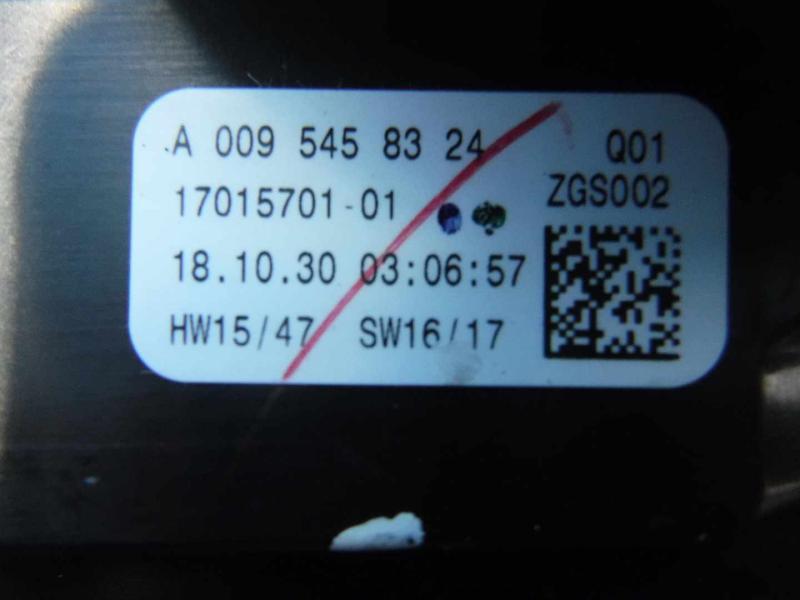 A 009 545 83 24 Q01
17015701-01 ZGS002
18.10.30 03:06:57
HW15/47 SW16/17